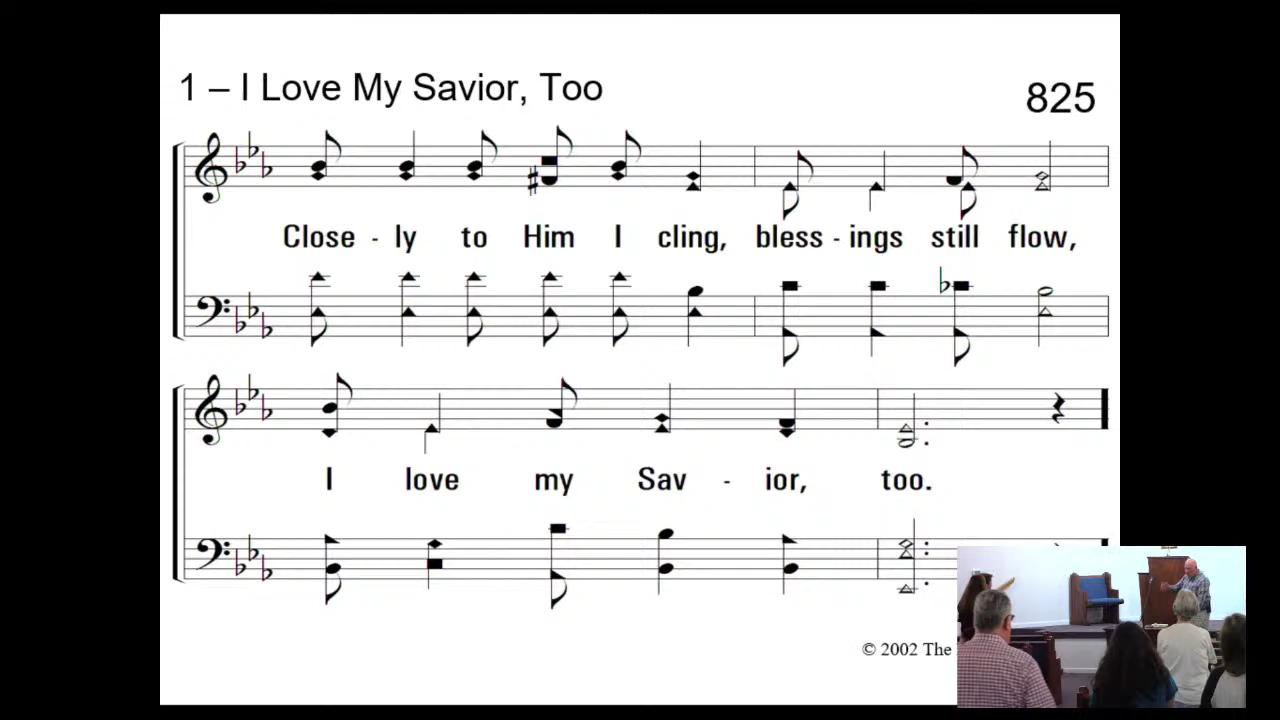 1 – I Love My Savior, Too
825
Close - ly to Him I cling, bless - ings still flow,
I love my Sav - ior, too.
© 2002 The